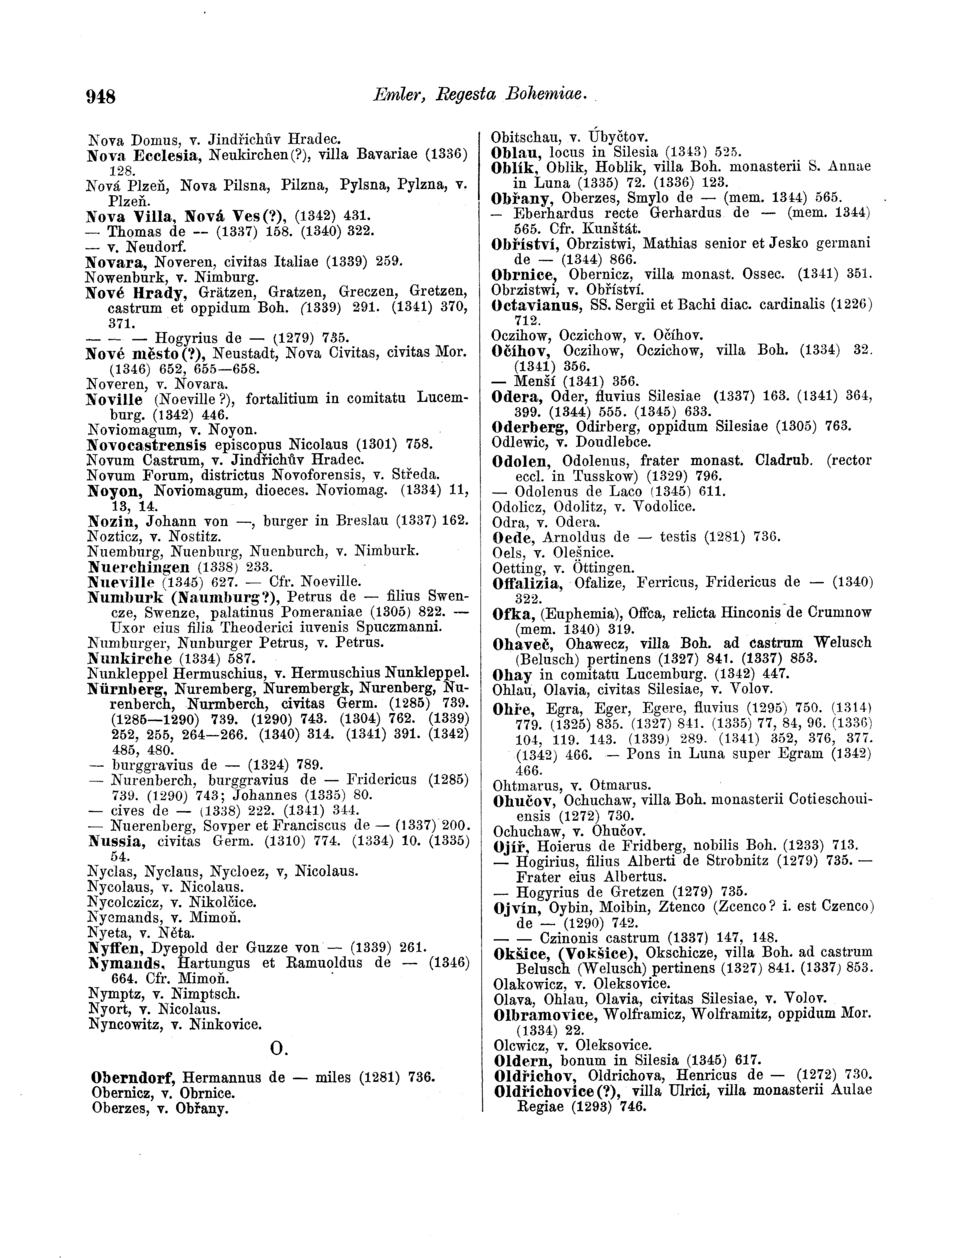 948
Emler, Regesta Bohemiae.
Nova Domus, v. Jindřichův Hradec.
Nova Ecclesia, Neukirchen(?), villa Bavariae (1336)
128.
Nová Plzeň, Nova Pilsna, Pilzna, Pylsna, Pylzna, v.
Plzeň.
Nova Villa, Nová Ves(?), (1342) 431.
— Thomas de — (1337) 158. (1340) 322.
— v. Neudorf.
Novara, Noveren, civitas Italiae (1339) 259.
Nowenburk, v. Nimburg.
Nové Hrady, Grätzen, Gratzen, Greczen, Gretzen,
castrum et oppidum Boh. (1339) 291. (1341) 370,
371.
— — — Hogyrius de — (1279) 735.
Nové město(?), Neustadt, Nova Civitas, civitas Mor.
(1346) 652, 655—658.
Noveren, v. Novara.
Noville (Noeville?), fortalitium in comitatu Lucem-
burg. (1342) 446.
Noviomagum, v. Noyon.
Novocastrensis episcopus Nicolaus (1301) 758.
Novum Castrum, v. Jindřichův Hradec.
Novum Forum, districtus Novoforensis, v. Středa.
Noyon, Noviomagum, dioeces. Noviomag. (1334) 11,
13, 14.
Nozin, Johann von —, burger in Breslau (1337) 162.
Nozticz, v. Nostitz.
Nuemburg, Nuenburg, Nuenburch, v. Nimburk.
Nuerchingen (1338) 233.
Nueville (1345) 627. — Cfr. Noeville.
Numburk (Naumburg?), Petrus de — filius Swen-
cze, Swenze, palatinus Pomeraniae (1305) 822. —
Uxor eius filia Theoderici iuvenis Spuczmanni.
Numburger, Nunburger Petrus, v. Petrus.
Nunkirche (1334) 587.
Nunkleppel Hermuschius, v. Hermuschius Nunkleppel.
Nürnberg, Nuremberg, Nurembergk, Nurenberg, Nu-
renberch, Nurmberch, civitas Germ. (1285) 739.
(1285—1290) 739. (1290) 743. (1304) 762. (1339)
252, 255, 264—266. (1340) 314. (1341) 391. (1342)
485, 480.
— burggravius de — (1324) 789.
— Nurenberch, burggravius de — Fridericus (1285)
739. (1290) 743; Johannes (1335) 80.
— cives de — (1338) 222. (1341) 344.
— Nuerenberg, Sovper et Franciscus de — (1337) 200.
Nussia, civitas Germ. (1310) 774. (1334) 10. (1335)
54.
Nyclas, Nyclaus, Nycloez, v, Nicolaus.
Nycolaus, v. Nicolaus.
Nycolczicz, v. Nikolčice.
Nyemands, v. Mimoň.
Nyeta, v. Něta.
Nyffen, Dyepold der Guzze von — (1339) 261.
Nymands, Hartungus et Ramuoldus de — (1346)
664. Cfr. Mimoň.
Nymptz, v. Nimptsch.
Nyort, v. Nicolaus.
Nyncowitz, v. Ninkovice.
O.
Oberndorf, Hermannus de — miles (1281) 736.
Obernicz, v. Obrnice.
Oberzes, v. Obřany.
Obitschau, v. Úbyčtov.
Oblau, locus in Silesia (1343) 525.
Oblík, Oblik, Hoblik, villa Boh. monasterii S. Annae
in Luna (1335) 72. (1336) 123.
Obřany, Oberzes, Smylo de — (mem. 1344) 565.
— Eberhardus recte Gerhardus de — (mem. 1344)
565. Cfr. Kunštát.
Obříství, Obrzistwi, Mathias senior et Jesko germani
de — (1344) 866.
Obrnice, Obernicz, villa monast. Ossec. (1341) 351.
Obrzistwi, v. Obříství.
Octavianus, SS. Sergii et Bachi diac. cardinalis (1226)
712.
Oczihow, Oczichow, v. Očíhov.
Očíhov, Oczihow, Oczichow, villa Boh. (1334) 32.
(1341) 356.
— Menší (1341) 356.
Odera, Oder, fluvius Silesiae (1337) 163. (1341) 364,
399. (1344) 555. (1345) 633.
Oderberg, Odirberg, oppidum Silesiae (1305) 763.
Odlewic, v. Doudlebce.
Odolen, Odolenus, frater monast. Cladrub. (rector
eccl. in Tusskow) (1329) 796.
— Odolenus de Laco (1345) 611.
Odolicz, Odolitz, v. Vodolice.
Odra, v. Odera.
Oede, Arnoldus de — testis (1281) 736.
Oels, v. Olešnice.
Oetting, v. Öttingen.
Offalizia, Ofalize, Ferricus, Fridericus de — (1340)
322.
Ofka, (Euphemia), Offca, relicta Hinconis de Crumnow
(mem. 1340) 319.
Ohaveč, Ohawecz, villa Boh. ad castrum Welusch
(Belusch) pertinens (1327) 841. (1337) 853.
Ohay in comitatu Lucemburg. (1342) 447.
Ohlau, Olavia, civitas Silesiae, v. Volov.
Ohře, Egra, Eger, Egere, fluvius (1295) 750. (1314)
779. (1325) 835. (1327) 841. (1335) 77, 84, 96. (1336)
104, 119. 143. (1339) 289. (1341) 352, 376, 377.
(1342) 466. — Pons in Luna super Egram (1342)
466.
Ohtmarus, v. Otmarus.
Ohučov, Ochuchaw, villa Boh. monasterii Cotieschoui-
ensis (1272) 730.
Ochuchaw, v. Ohučov.
Ojíř, Hoierus de Fridberg, nobilis Boh. (1233) 713.
— Hogirius, filius Alberti de Strobnitz (1279) 735. —
Frater eius Albertus.
— Hogyrius de Gretzen (1279) 735.
Ojvín, Oybin, Moibin, Ztenco (Zcenco? i. est Czenco)
de — (1290) 742.
— — Czinonis castrum (1337) 147, 148.
Okšice, (Vokšice), Okschicze, villa Boh. ad castrum
Belusch (Welusch) pertinens (1327) 841. (1337) 853.
Olakowicz, v. Oleksovice.
Olava, Ohlau, Olavia, civitas Silesiae, v. Volov.
Olbramovice, Wolframicz, Wolframitz, oppidum Mor.
(1334) 22.
Olcwicz, v. Oleksovice.
Oldern, bonum in Silesia (1345) 617.
Oldřichov, Oldrichova, Henricus de — (1272) 730.
Oldřichovice(?), villa Ulrici, villa monasterii Aulae
Regiae (1293) 746.